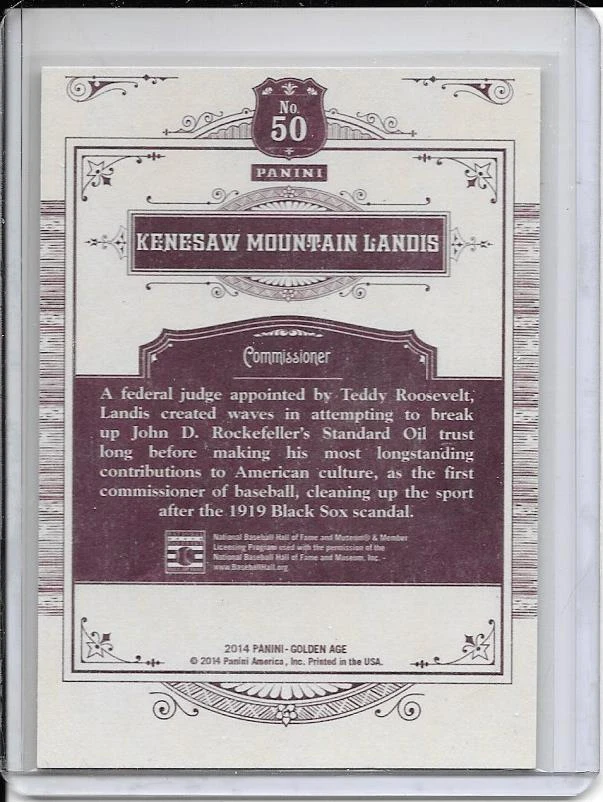 No.
50
PANINI
KENESAW MOUNTAIN LANDIS
Commissioner
A federal judge appointed by Teddy Roosevelt,
Landis created waves in attempting to break
up John D. Rockefeller's Standard Oil trust
long before making his most longstanding
contributions to American culture, as the first
commissioner of baseball, cleaning up the sport
after the 1919 Black Sox scandal.
National Baseball Hall of Fame and Museum® & Member
Licensing Program used with the permission of the
National Baseball Hall of Fame and Museum, Inc. -
www.BaseballHall.org
2014 PANINI - GOLDEN AGE
© 2014 Panini America, Inc. Printed in the USA.